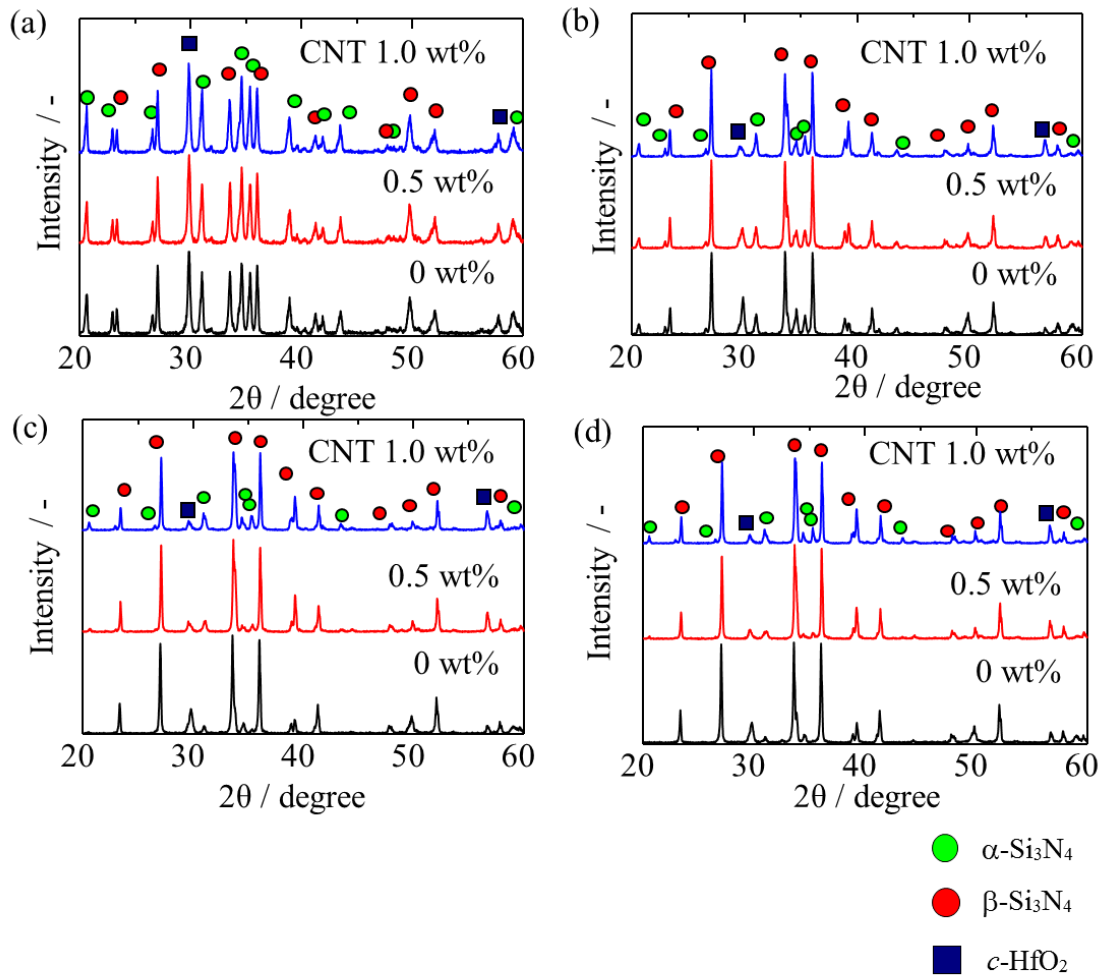 (a)
CNT 1.0 wt%
0.5 wt%
0 wt%
Intensity / -
20 30 40 50 60
2θ / degree
(b)
CNT 1.0 wt%
0.5 wt%
0 wt%
Intensity / -
20 30 40 50 60
2θ / degree
(c)
CNT 1.0 wt%
0.5 wt%
0 wt%
Intensity / -
20 30 40 50 60
2θ / degree
(d)
CNT 1.0 wt%
0.5 wt%
0 wt%
Intensity / -
20 30 40 50 60
2θ / degree
α-Si₃N₄
β-Si₃N₄
c-HfO₂